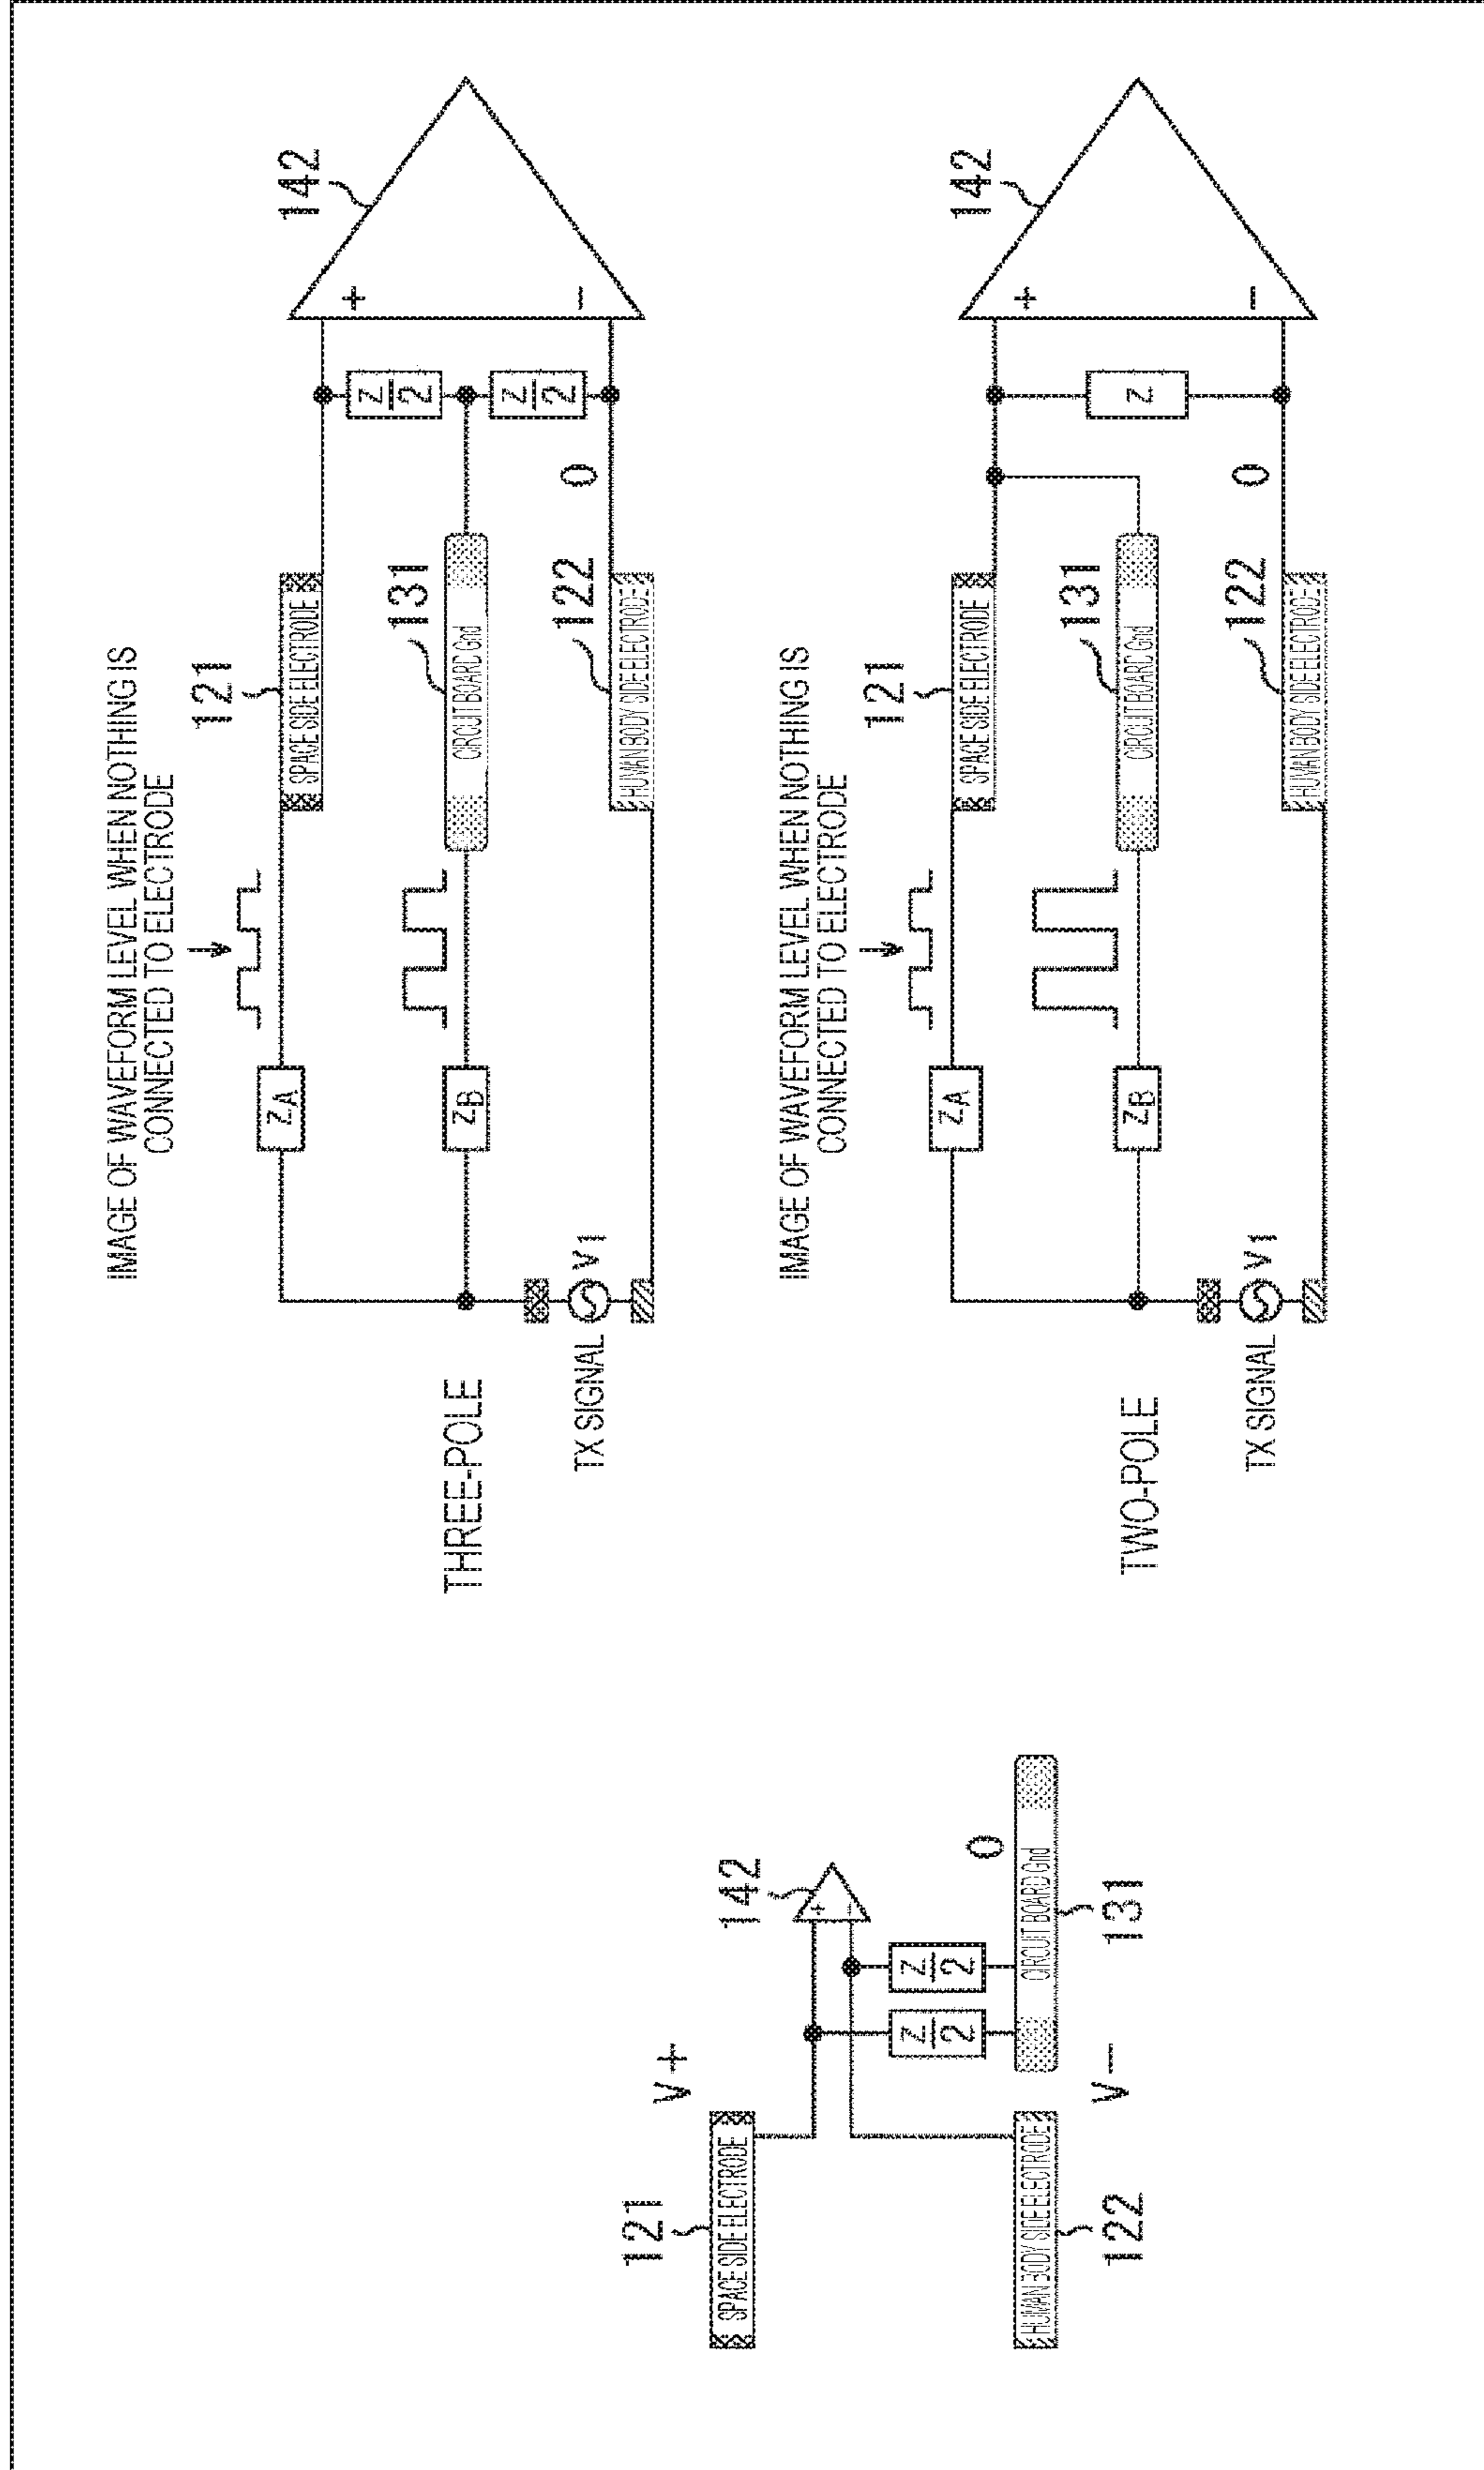 IMAGE OF WAVEFORM LEVEL WHEN NOTHING IS
CONNECTED TO ELECTRODE
121
SPACE SIDE ELECTRODE
142
+
−
ZA
ZB
131
CIRCUIT BOARD Gnd
Z/2
Z/2
THREE-POLE
TX SIGNAL
V1
122
0
HUMAN BODY SIDE ELECTRODE
IMAGE OF WAVEFORM LEVEL WHEN NOTHING IS
CONNECTED TO ELECTRODE
121
SPACE SIDE ELECTRODE
142
+
−
ZA
ZB
131
CIRCUIT BOARD Gnd
Z
TWO-POLE
TX SIGNAL
V1
122
0
HUMAN BODY SIDE ELECTRODE
121
V+
SPACE SIDE ELECTRODE
142
+
−
Z/2
Z/2
0
HUMAN BODY SIDE ELECTRODE
CIRCUIT BOARD Gnd
122
V−
131